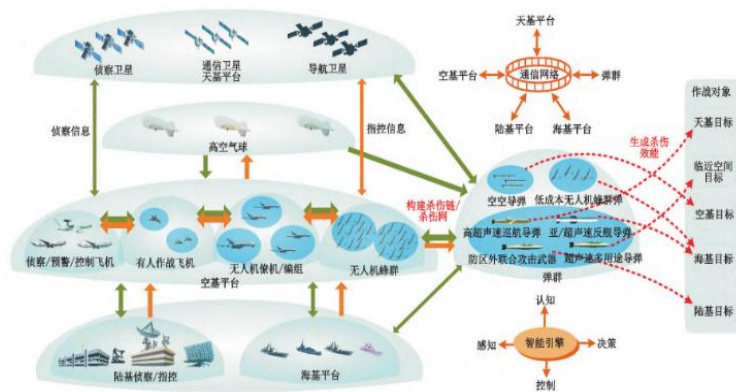 天基平台
侦察卫星
通信卫星
天基平台
导航卫星
空基平台
通信网络
弹群
作战对象
侦察信息
指控信息
陆基平台
海基平台
天基目标
高空气球
生成杀伤
效能
临近空间
目标
空空导弹
低成本无人机蜂群弹
构建杀伤链/
杀伤网
空基目标
高超声速巡航导弹
亚/超声速反舰导弹
侦察/预警/控制飞机
有人作战飞机
无人机僚机/编组
无人机蜂群
防区外联合攻击武器
超声速多用途导弹
海基目标
空基平台
弹群
认知
陆基目标
感知
智能引擎
决策
陆基侦察/指控
海基平台
控制